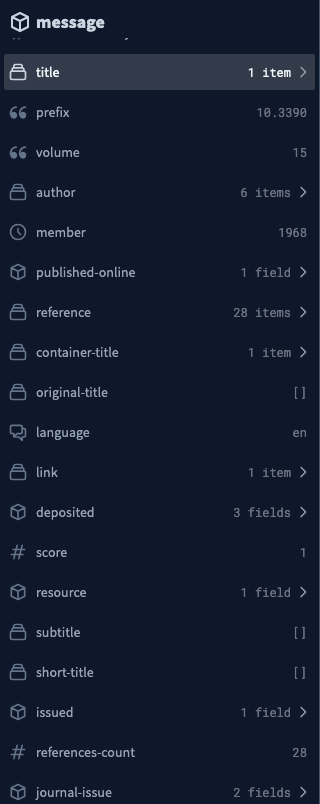 message
title 1 item
prefix 10.3390
volume 15
author 6 items
member 1968
published-online 1 field
reference 28 items
container-title 1 item
original-title []
language en
link 1 item
deposited 3 fields
score 1
resource 1 field
subtitle []
short-title []
issued 1 field
references-count 28
journal-issue 2 fields